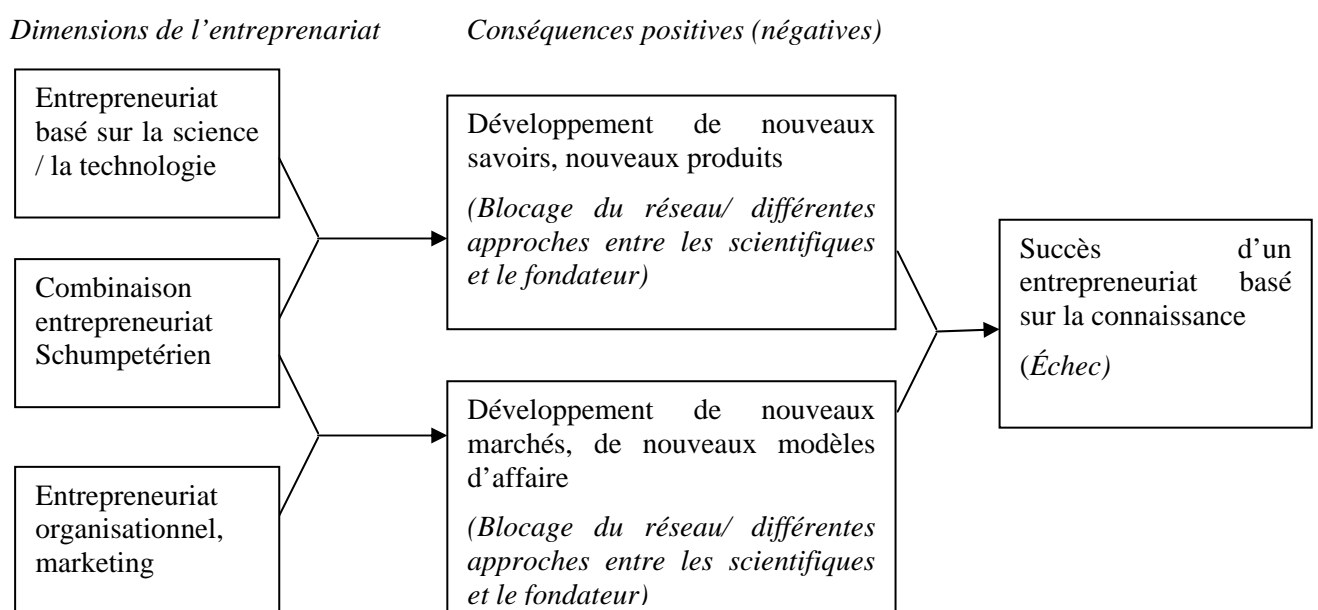 Dimensions de l’entreprenariat
Conséquences positives (négatives)
Entrepreneuriat
basé sur la science
/ la technologie
Combinaison
entrepreneuriat
Schumpetérien
Entrepreneuriat
organisationnel,
marketing
Développement de nouveaux
savoirs, nouveaux produits
(Blocage du réseau/ différentes
approches entre les scientifiques
et le fondateur)
Développement de nouveaux
marchés, de nouveaux modèles
d’affaire
(Blocage du réseau/ différentes
approches entre les scientifiques
et le fondateur)
Succès d’un
entrepreneuriat basé
sur la connaissance
(Échec)